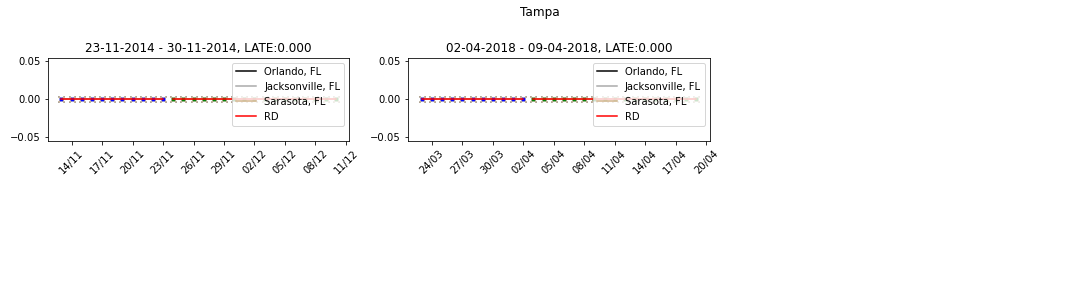 Tampa
23-11-2014 - 30-11-2014, LATE:0.000
0.05
0.00
−0.05
Orlando, FL
Jacksonville, FL
Sarasota, FL
RD
14/11 17/11 20/11 23/11 26/11 29/11 02/12 05/12 08/12 11/12
02-04-2018 - 09-04-2018, LATE:0.000
0.05
0.00
−0.05
Orlando, FL
Jacksonville, FL
Sarasota, FL
RD
24/03 27/03 30/03 02/04 05/04 08/04 11/04 14/04 17/04 20/04